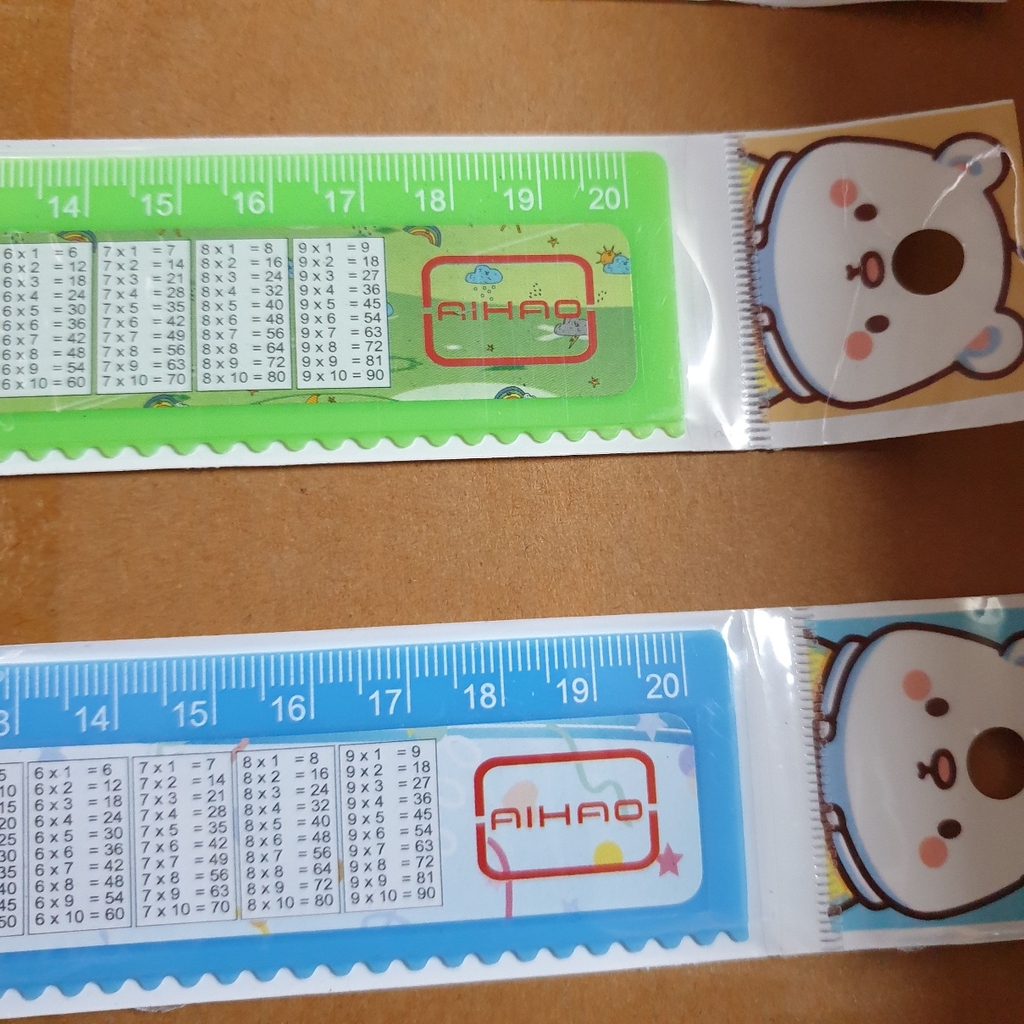 14 15 16 17 18 19 20
6 x 1 = 6
6 x 2 = 12
6 x 3 = 18
6 x 4 = 24
6 x 5 = 30
6 x 6 = 36
6 x 7 = 42
6 x 8 = 48
6 x 9 = 54
6 x 10 = 60
7 x 1 = 7
7 x 2 = 14
7 x 3 = 21
7 x 4 = 28
7 x 5 = 35
7 x 6 = 42
7 x 7 = 49
7 x 8 = 56
7 x 9 = 63
7 x 10 = 70
8 x 1 = 8
8 x 2 = 16
8 x 3 = 24
8 x 4 = 32
8 x 5 = 40
8 x 6 = 48
8 x 7 = 56
8 x 8 = 64
8 x 9 = 72
8 x 10 = 80
9 x 1 = 9
9 x 2 = 18
9 x 3 = 27
9 x 4 = 36
9 x 5 = 45
9 x 6 = 54
9 x 7 = 63
9 x 8 = 72
9 x 9 = 81
9 x 10 = 90
AIHAO
3 14 15 16 17 18 19 20
5
10
15
20
25
30
35
40
45
50
6 x 1 = 6
6 x 2 = 12
6 x 3 = 18
6 x 4 = 24
6 x 5 = 30
6 x 6 = 36
6 x 7 = 42
6 x 8 = 48
6 x 9 = 54
6 x 10 = 60
7 x 1 = 7
7 x 2 = 14
7 x 3 = 21
7 x 4 = 28
7 x 5 = 35
7 x 6 = 42
7 x 7 = 49
7 x 8 = 56
7 x 9 = 63
7 x 10 = 70
8 x 1 = 8
8 x 2 = 16
8 x 3 = 24
8 x 4 = 32
8 x 5 = 40
8 x 6 = 48
8 x 7 = 56
8 x 8 = 64
8 x 9 = 72
8 x 10 = 80
9 x 1 = 9
9 x 2 = 18
9 x 3 = 27
9 x 4 = 36
9 x 5 = 45
9 x 6 = 54
9 x 7 = 63
9 x 8 = 72
9 x 9 = 81
9 x 10 = 90
AIHAO